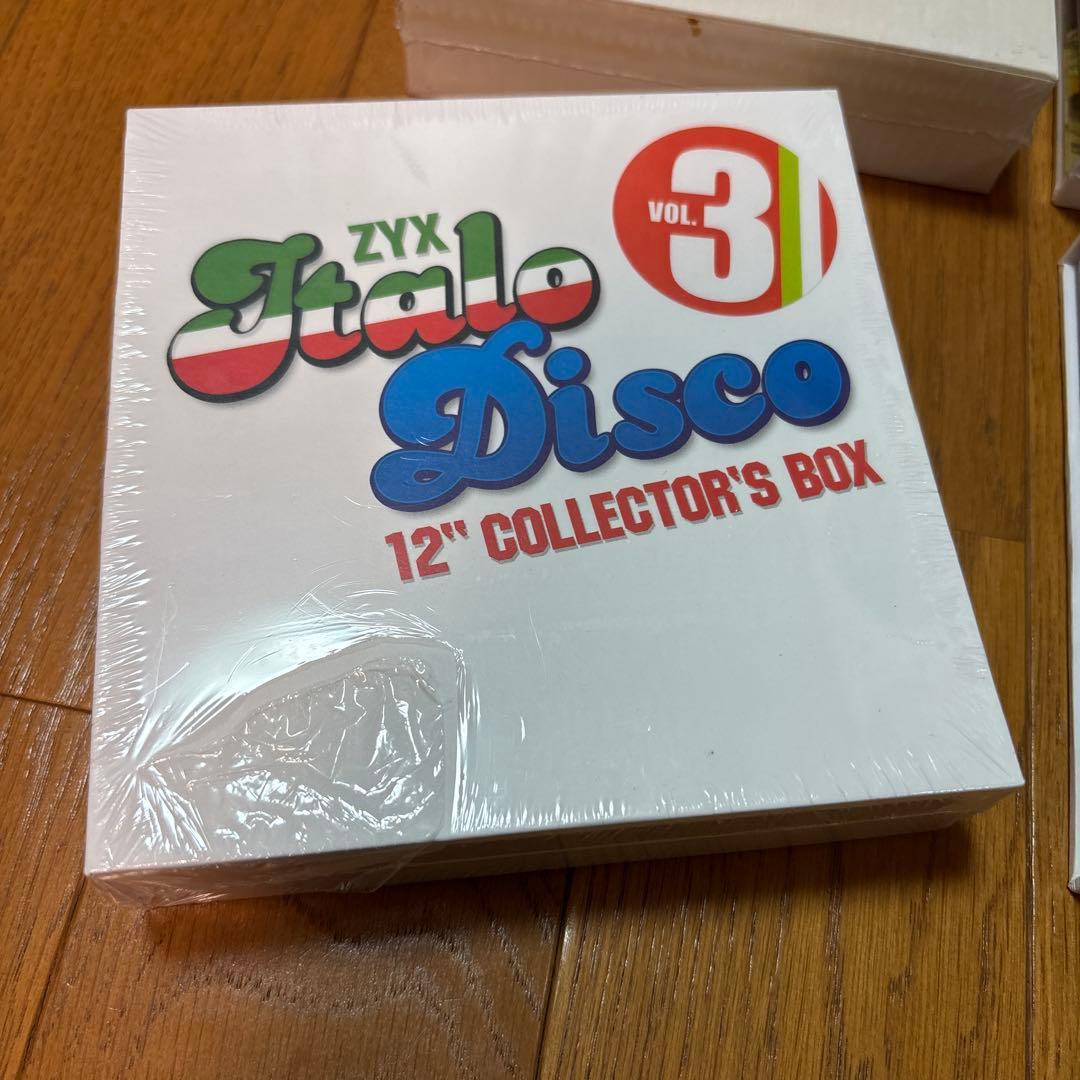 VOL. 3
ZYX
Italo
Disco
12" COLLECTOR'S BOX